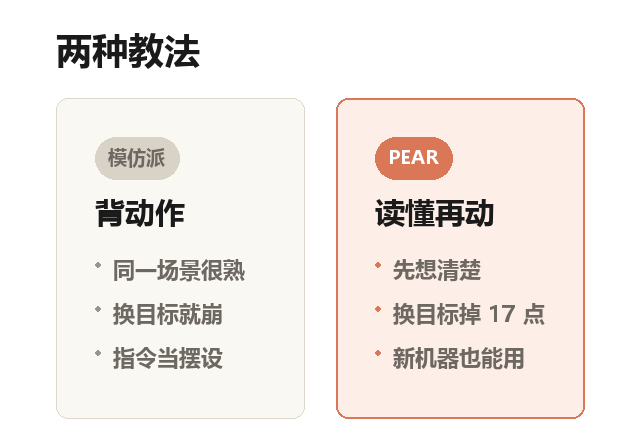 两种教法
模仿派
背动作
同一场景很熟
换目标就崩
指令当摆设
PEAR
读懂再动
先想清楚
换目标掉 17 点
新机器也能用